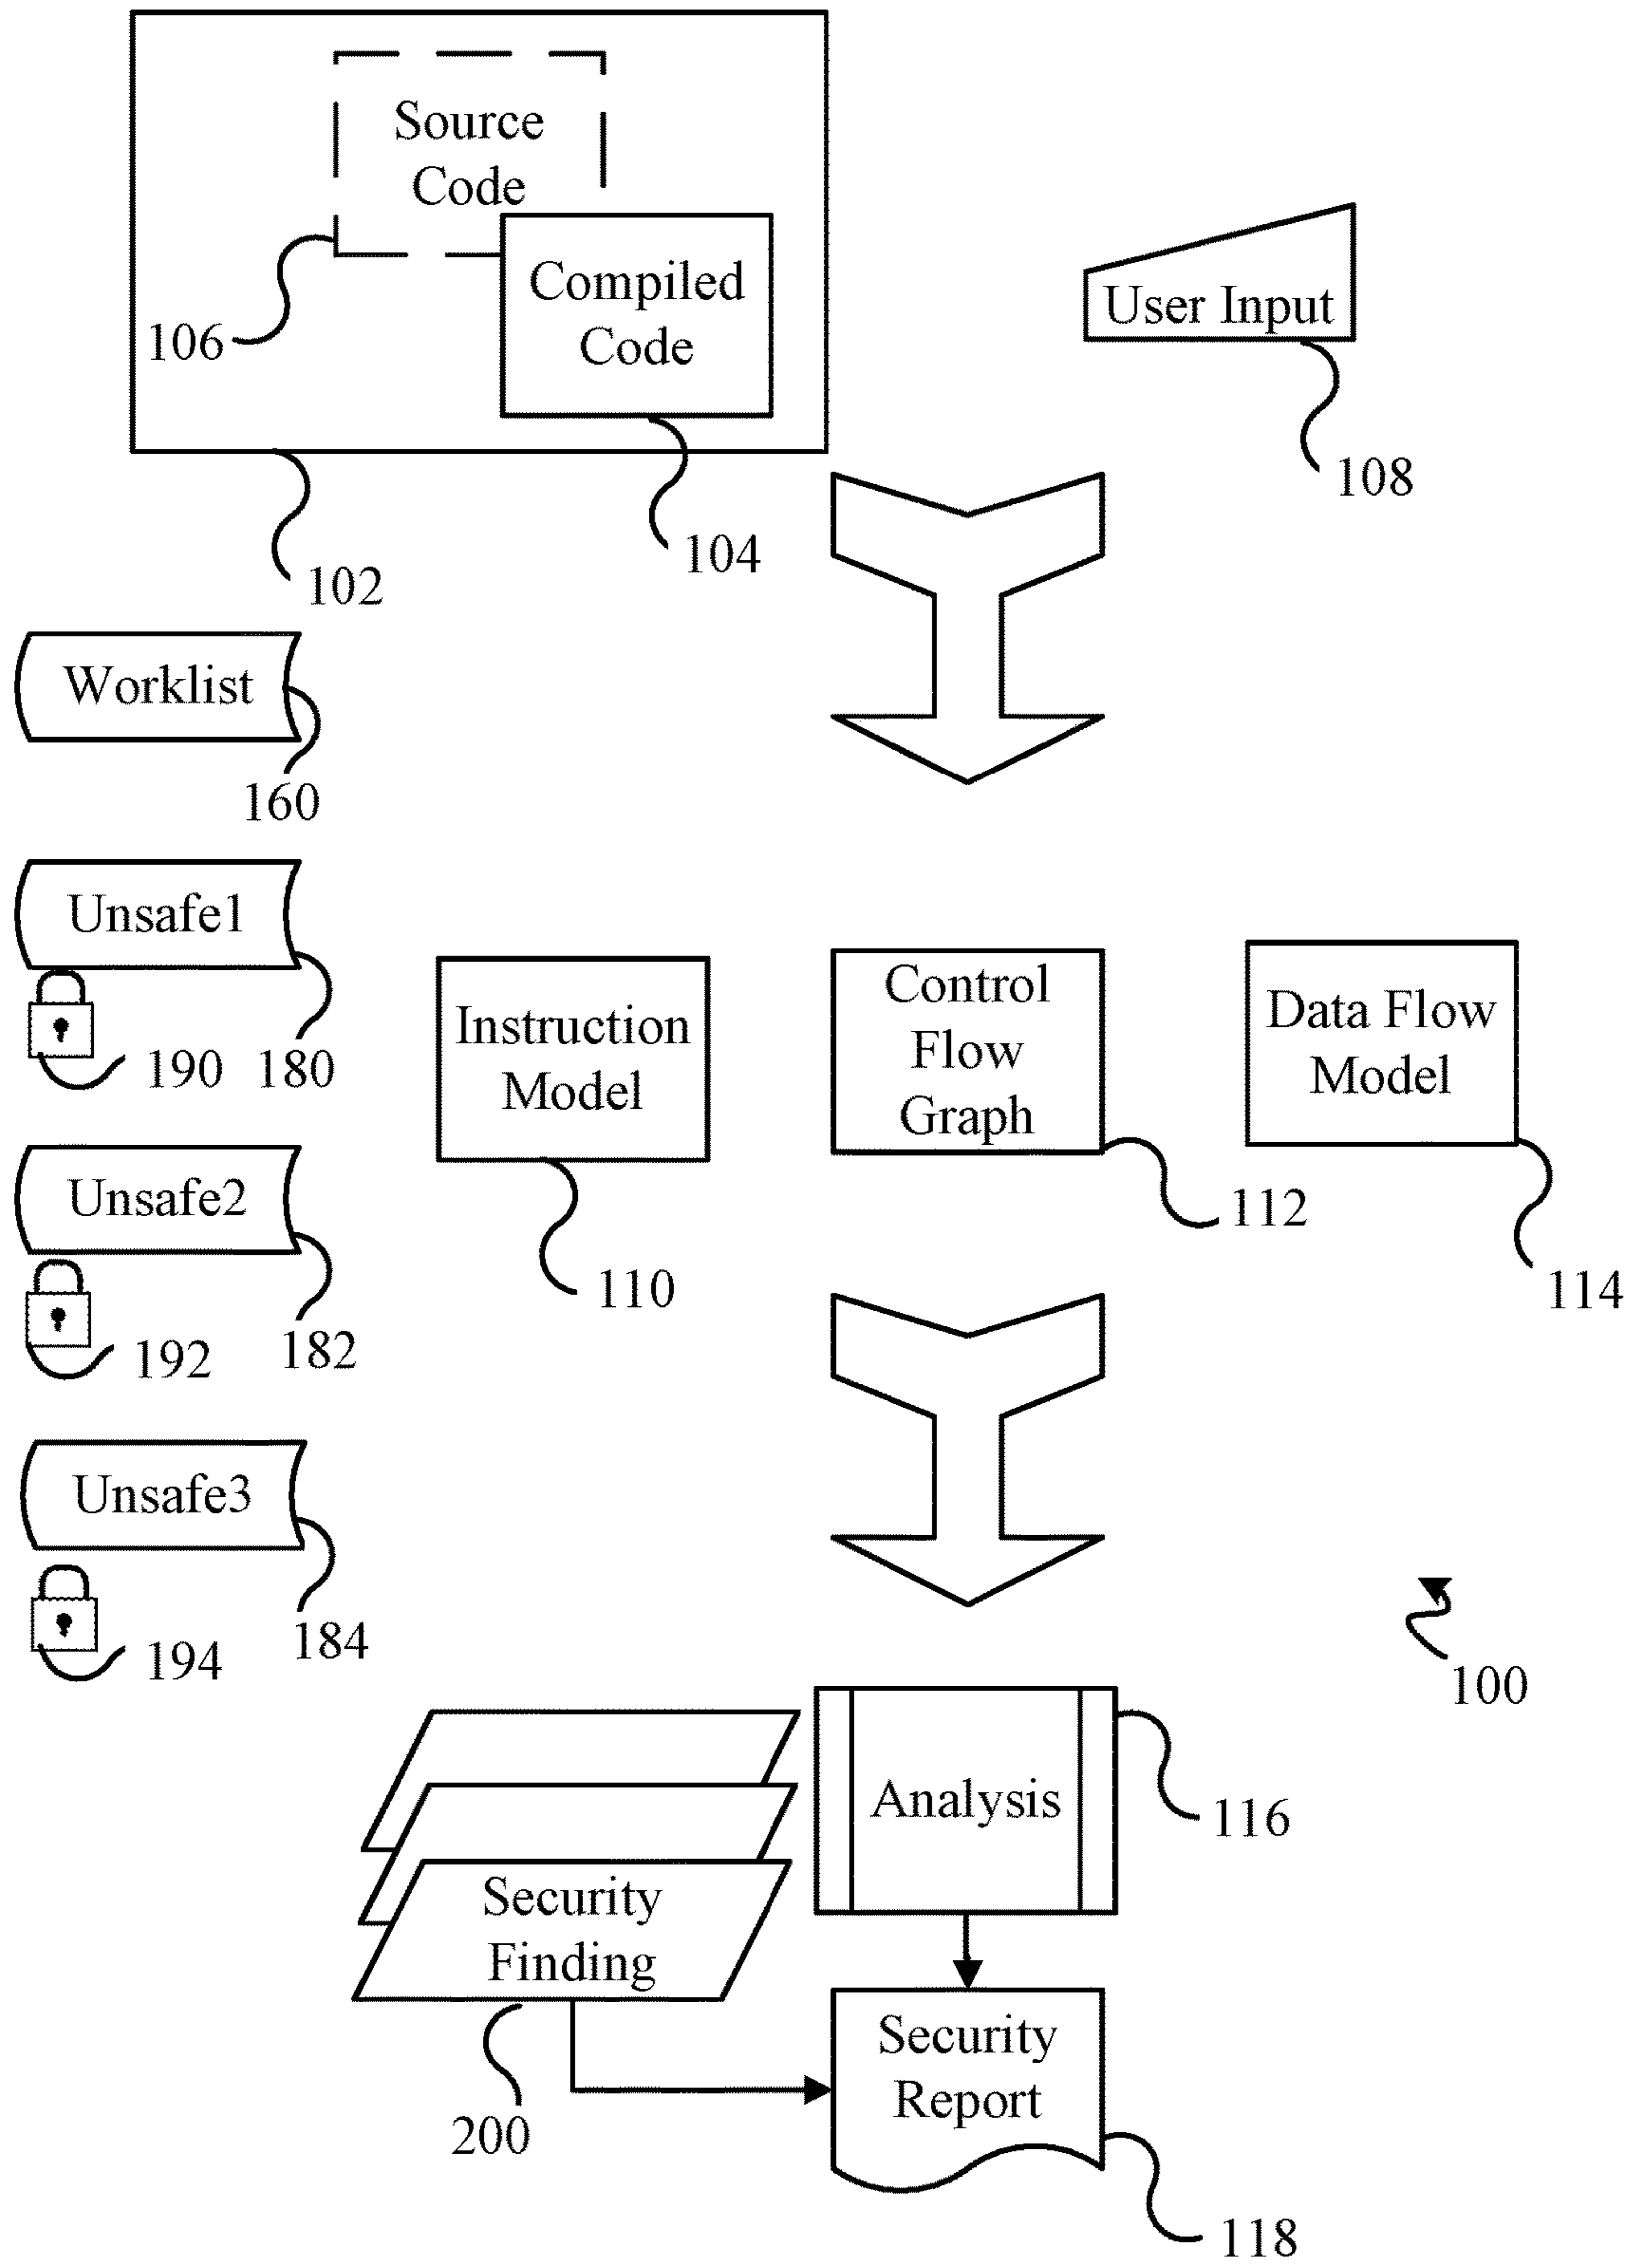 Source
Code
Compiled
Code
106
User Input
108
104
102
Worklist
160
Unsafe1
190
180
Instruction
Model
110
Control
Flow
Graph
112
Data Flow
Model
114
Unsafe2
192
182
Unsafe3
194
184
100
Analysis
116
Security
Finding
200
Security
Report
118